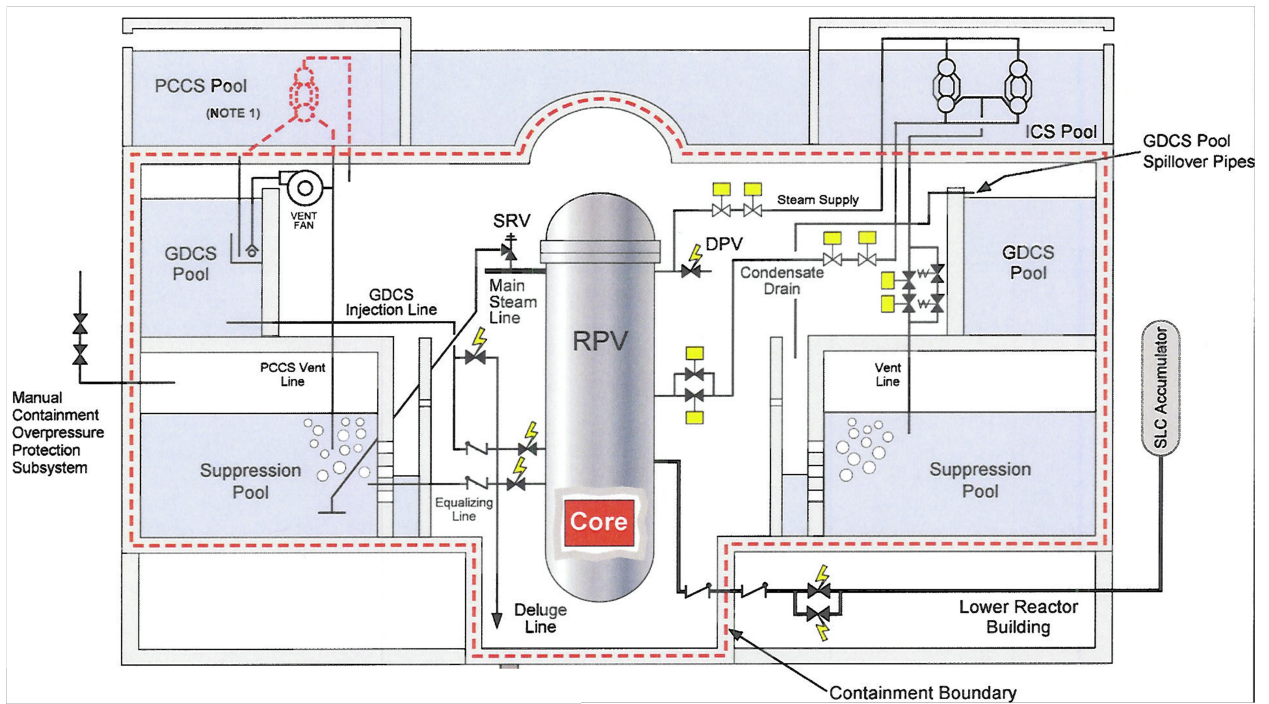 PCCS Pool
(NOTE 1)
ICS Pool
GDCS Pool
Spillover Pipes
VENT
FAN
SRV
Steam Supply
DPV
GDCS
Pool
Main
Steam
Line
GDCS
Injection Line
Condensate
Drain
GDCS
Pool
RPV
PCCS Vent
Line
Vent
Line
Manual
Containment
Overpressure
Protection
Subsystem
SLC Accumulator
Suppression
Pool
Equalizing
Line
Core
Suppression
Pool
Deluge
Line
Lower Reactor
Building
Containment Boundary